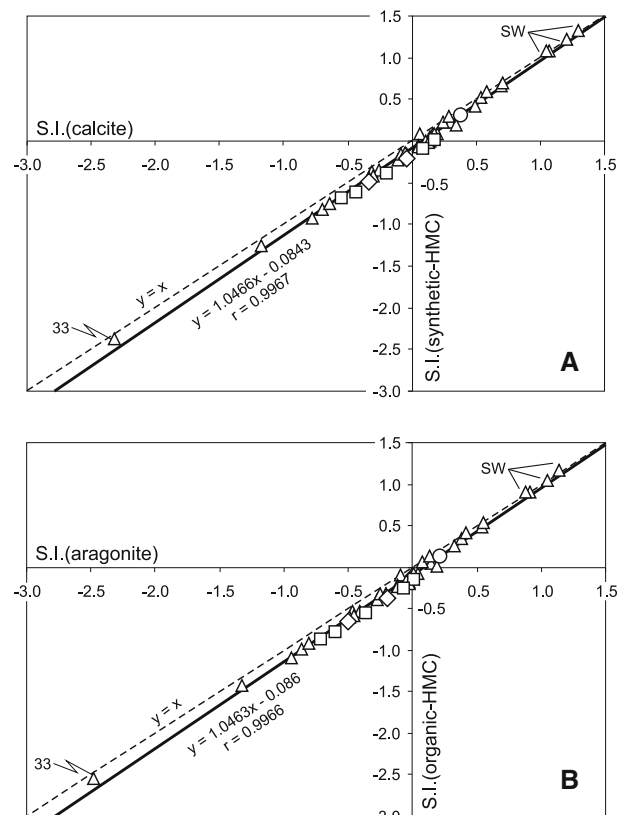 1.5
SW
1.0
0.5
S.I.(calcite)
-3.0 -2.5 -2.0 -1.5 -1.0 -0.5 0.5 1.0 1.5
-0.5
-1.0
y = x
y = 1.0466x - 0.0843
r = 0.9967
-1.5
-2.0
33
-2.5
-3.0
S.I.(synthetic-HMC)
A
1.5
SW
1.0
0.5
S.I.(aragonite)
-3.0 -2.5 -2.0 -1.5 -1.0 -0.5 0.5 1.0 1.5
-0.5
-1.0
y = x
y = 1.0463x - 0.086
r = 0.9966
-1.5
-2.0
33
-2.5
-3.0
S.I.(organic-HMC)
B